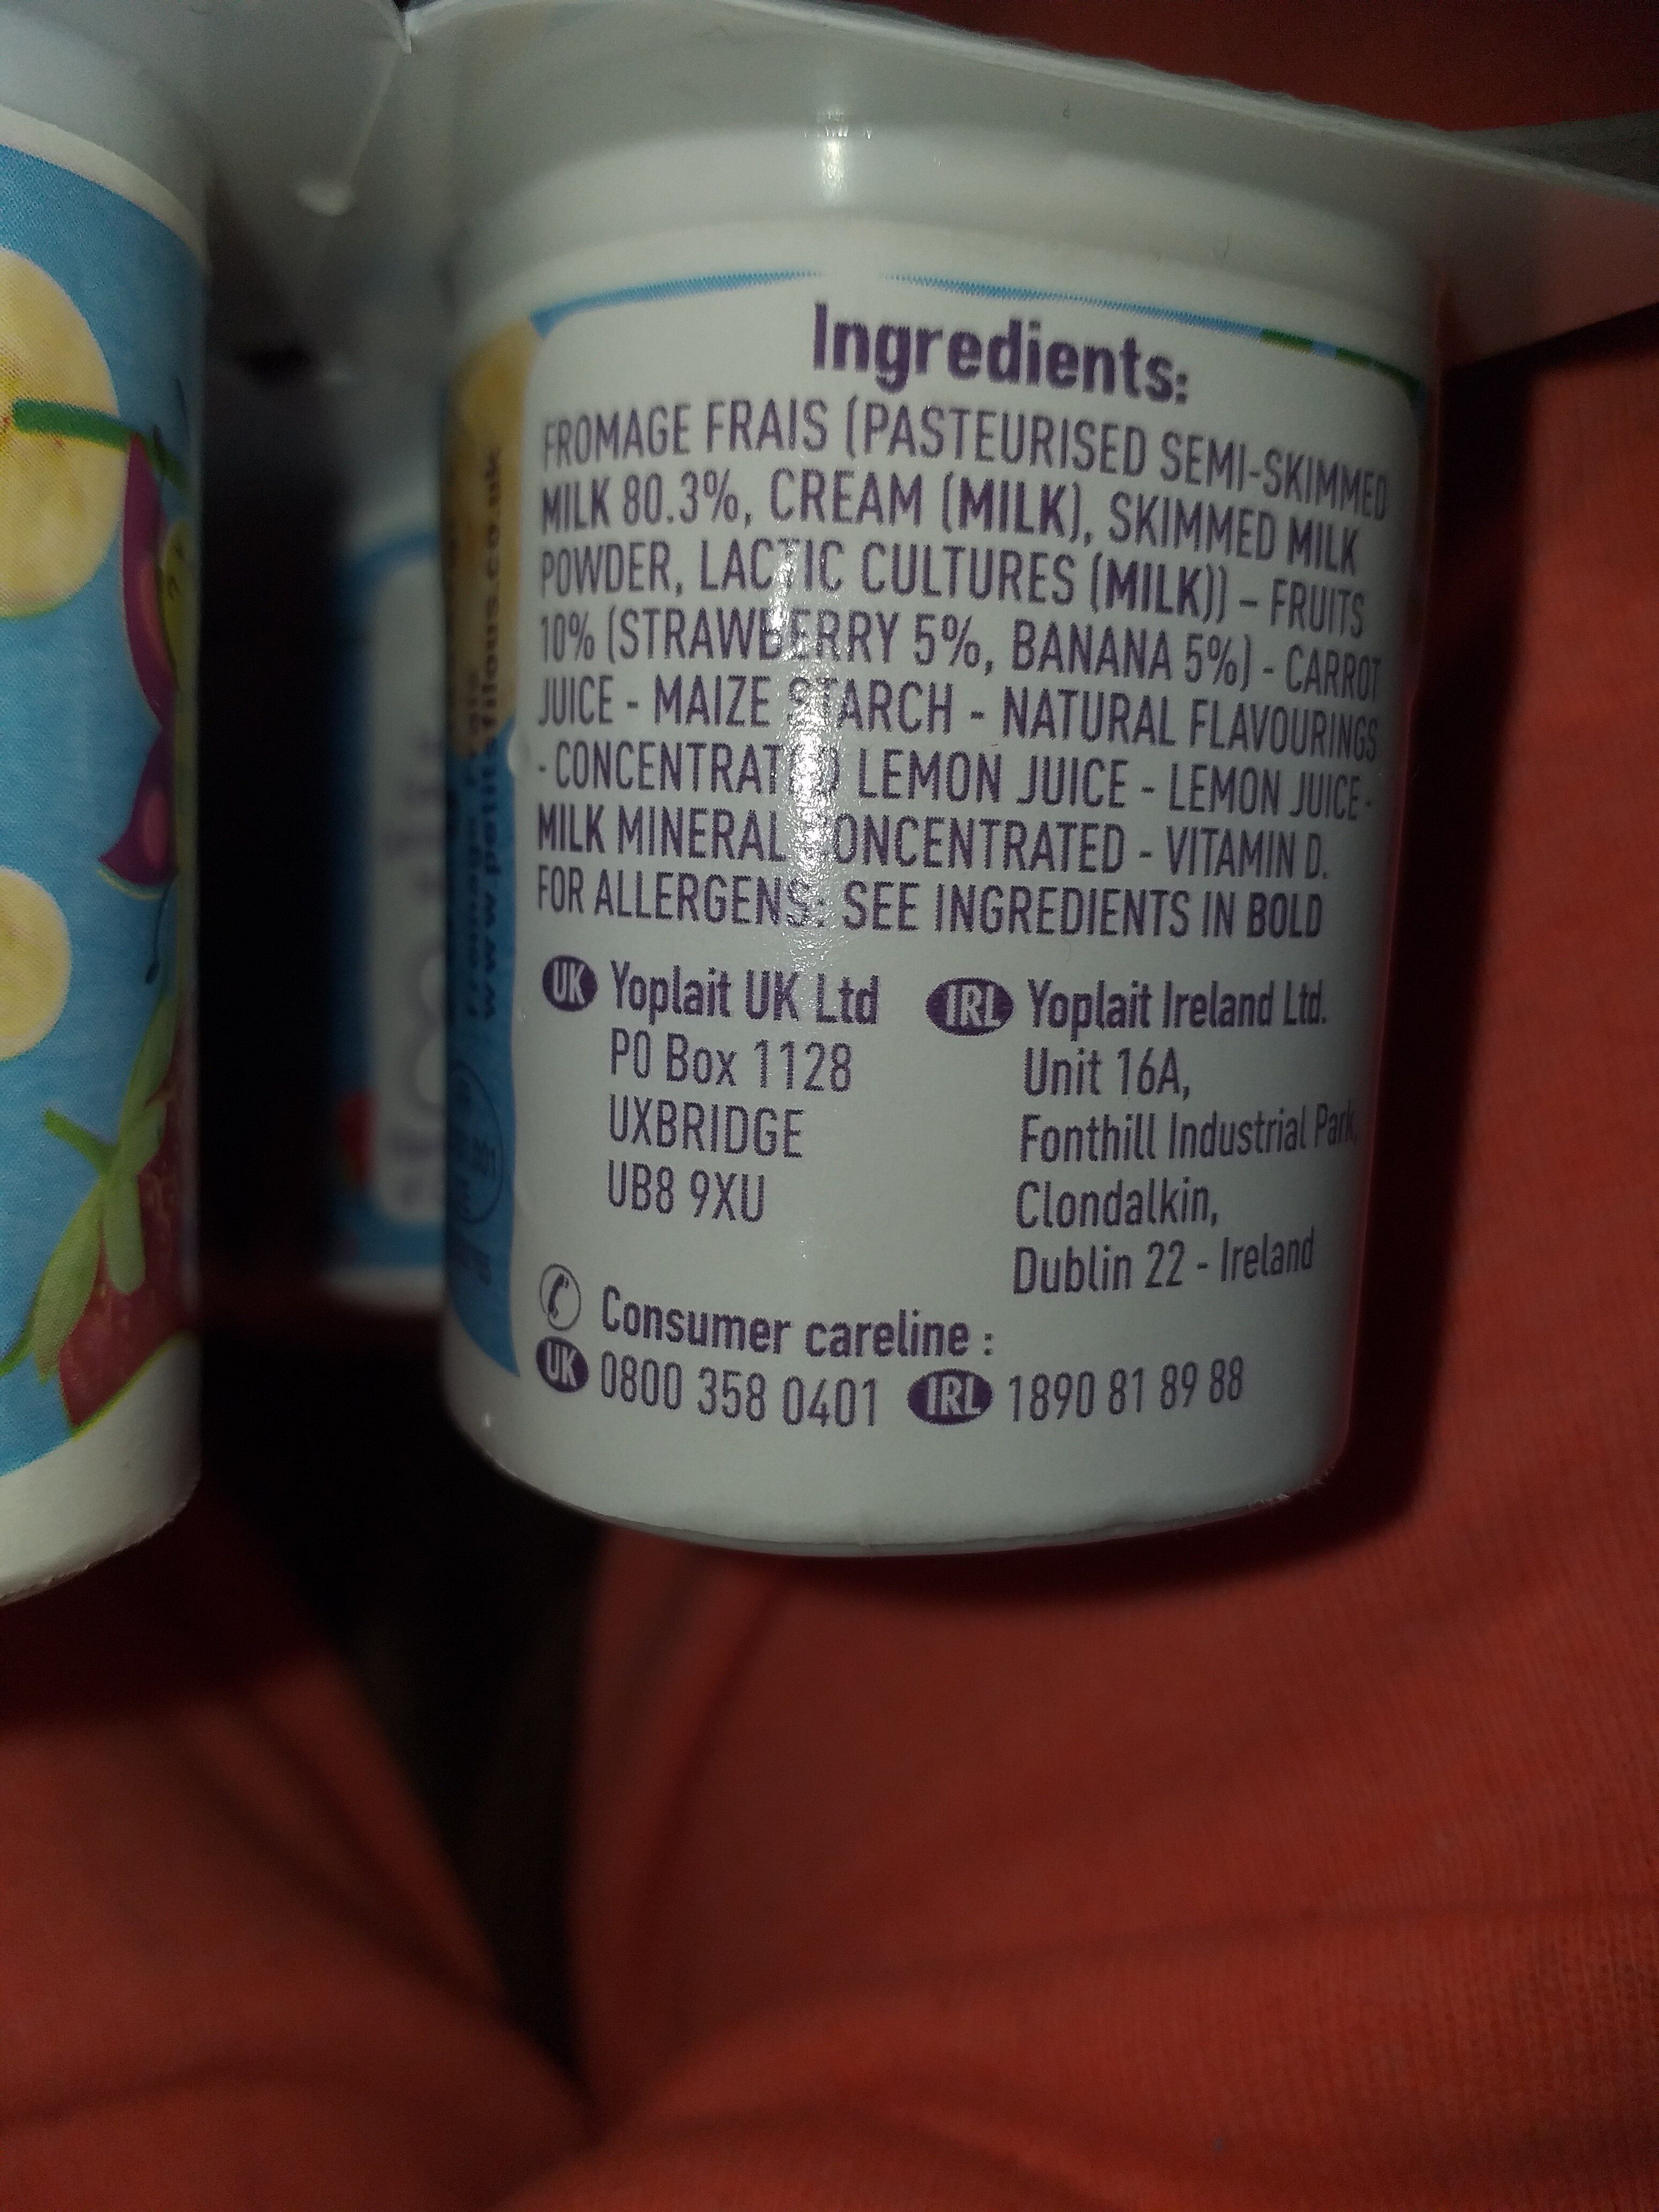 Ingredients:
FROMAGE FRAIS (PASTEURISED SEMI-SKIMMED
MILK 80.3%, CREAM (MILK), SKIMMED MILK
POWDER, LACTIC CULTURES (MILK)) – FRUITS
10% (STRAWBERRY 5%, BANANA 5%) - CARROT
JUICE - MAIZE STARCH - NATURAL FLAVOURINGS
- CONCENTRATED LEMON JUICE - LEMON JUICE -
MILK MINERAL CONCENTRATED - VITAMIN D.
FOR ALLERGENS: SEE INGREDIENTS IN BOLD
UK Yoplait UK Ltd
PO Box 1128
UXBRIDGE
UB8 9XU
IRL Yoplait Ireland Ltd.
Unit 16A,
Fonthill Industrial Park,
Clondalkin,
Dublin 22 - Ireland
Consumer careline :
UK 0800 358 0401 IRL 1890 81 89 88
www.petitsfilous.co.uk